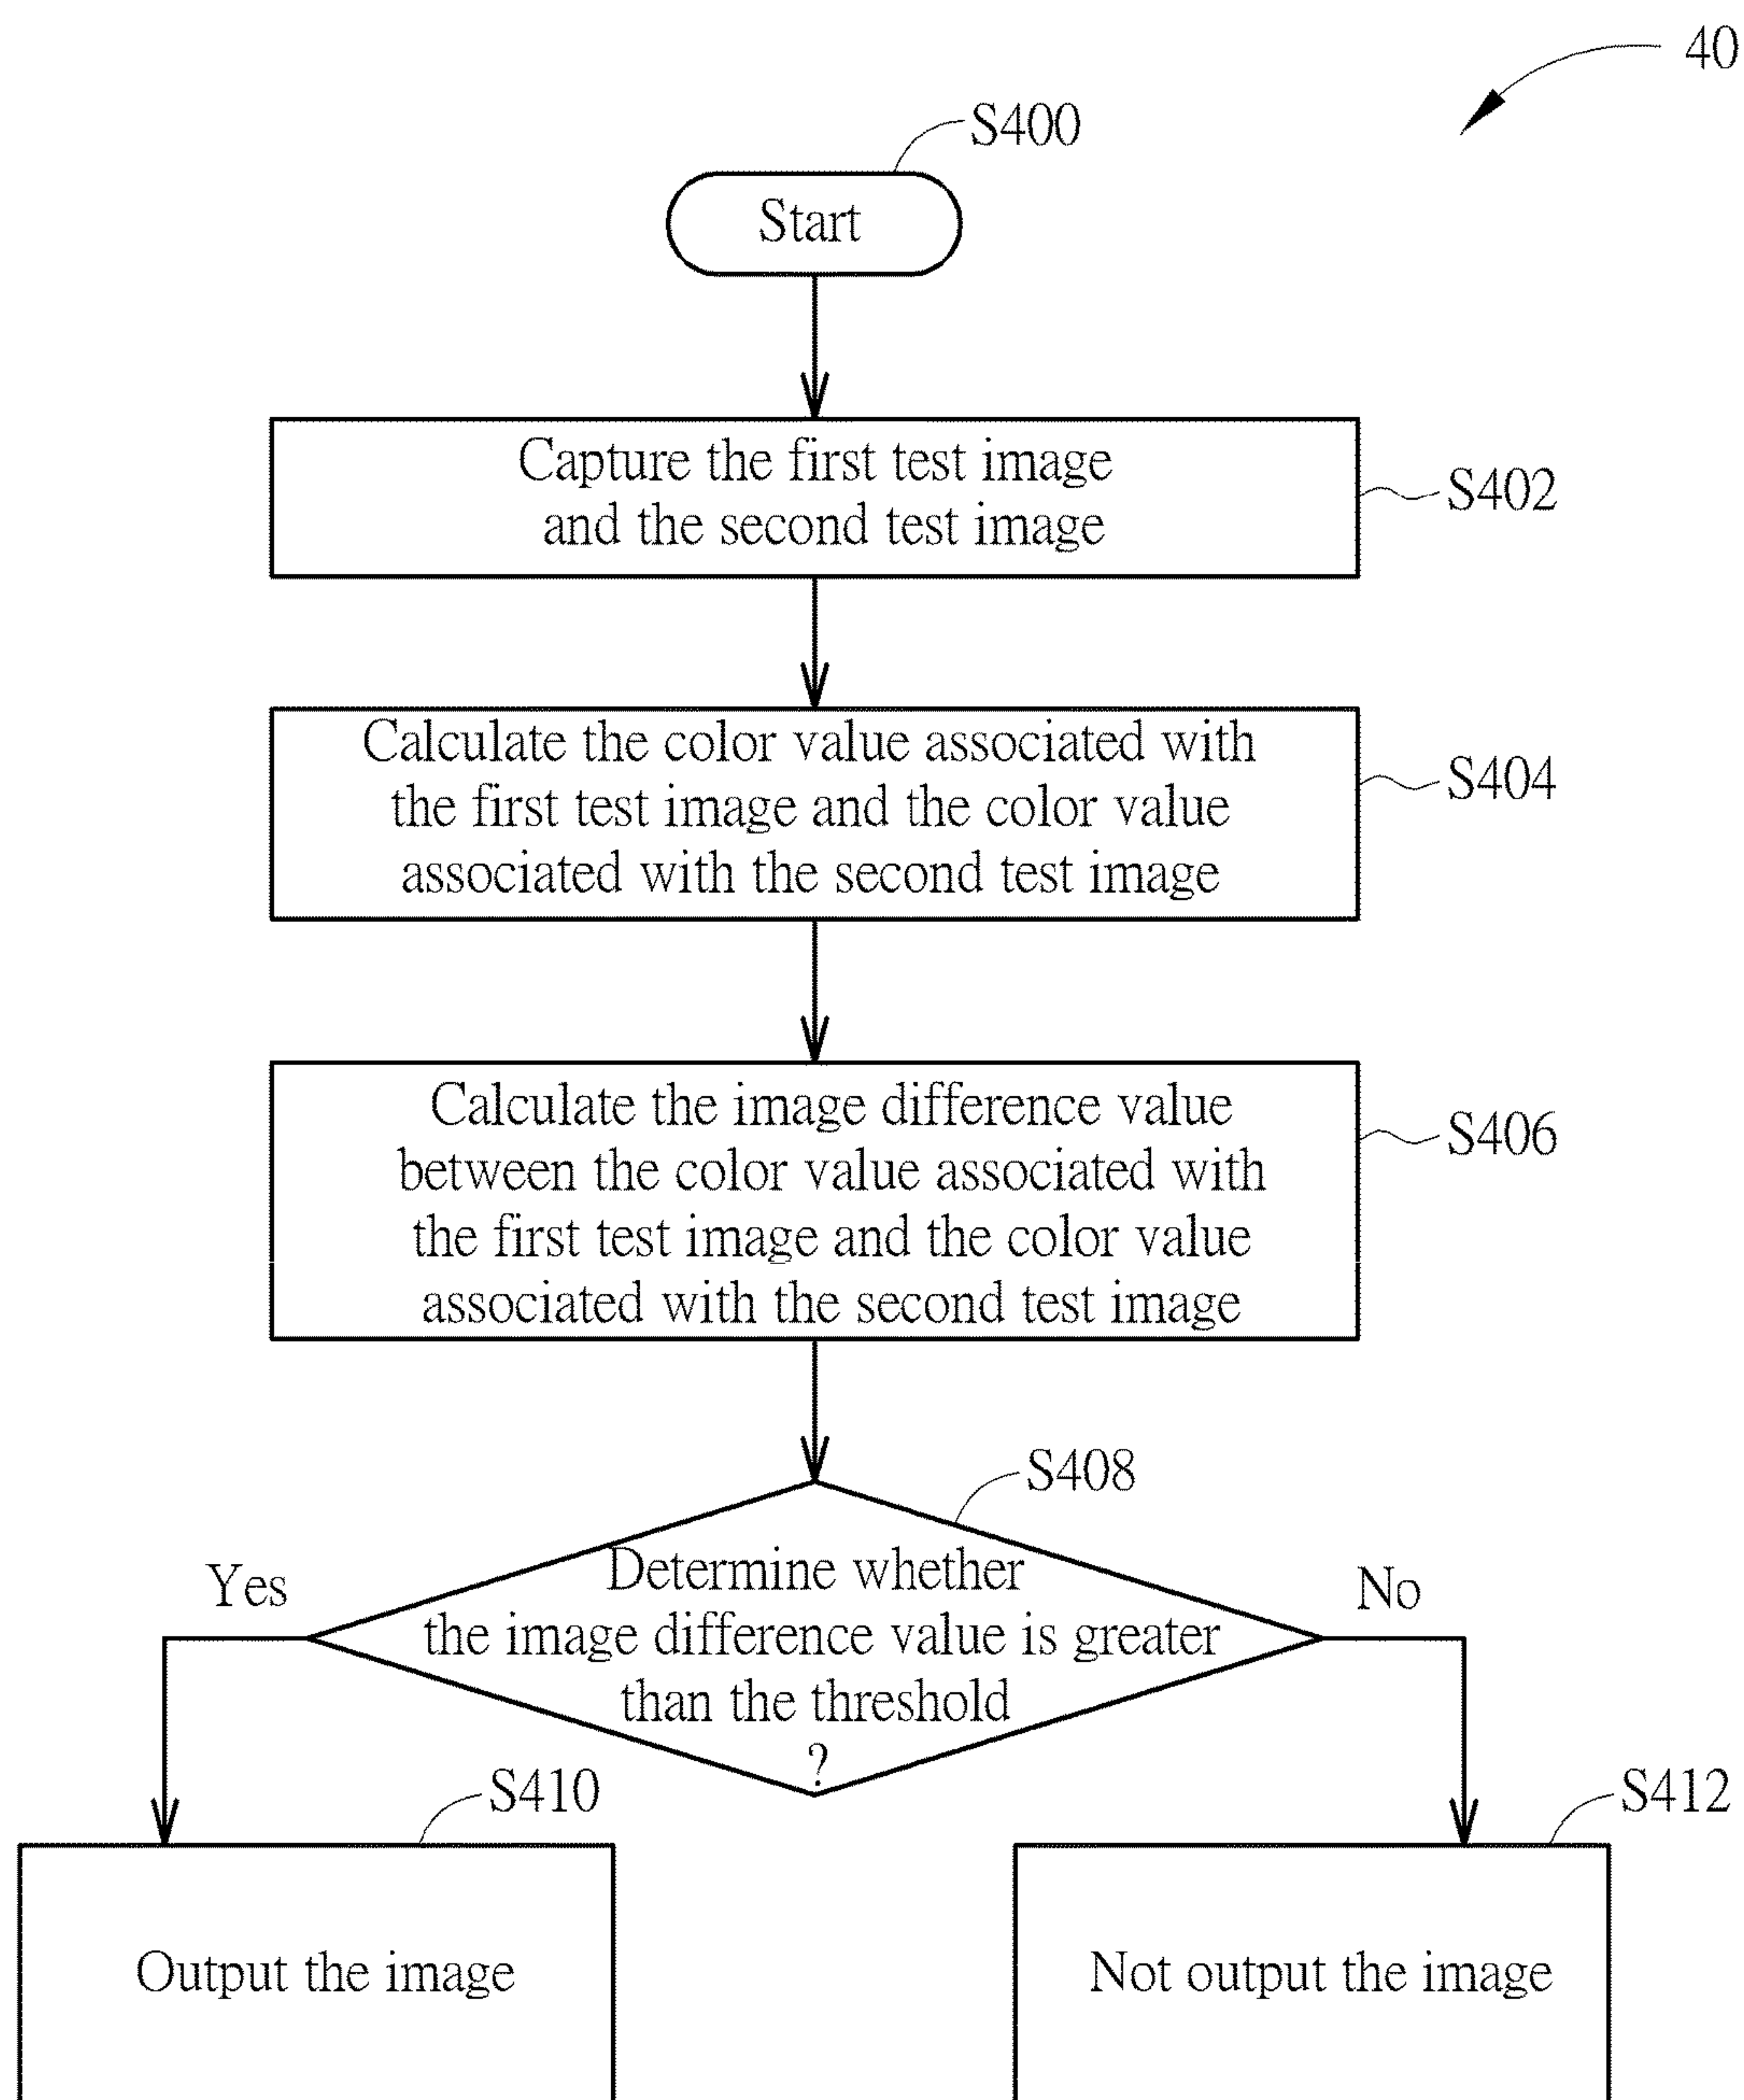 40
S400
Start
Capture the first test image
and the second test image
S402
Calculate the color value associated with
the first test image and the color value
associated with the second test image
S404
Calculate the image difference value
between the color value associated with
the first test image and the color value
associated with the second test image
S406
S408
Determine whether
the image difference value is greater
than the threshold
?
Yes
No
S410
Output the image
S412
Not output the image